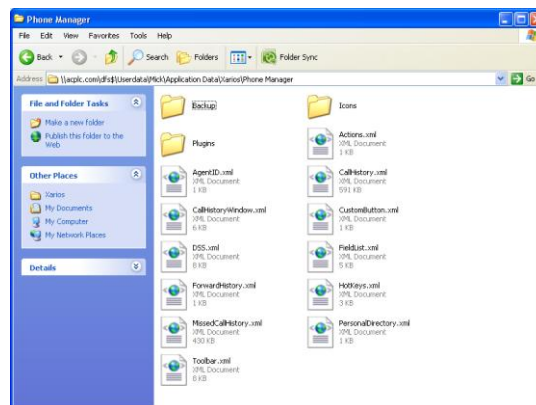 Phone Manager
File Edit View Favorites Tools Help
Back Search Folders Folder Sync
Address \\acplc.com\dfs$\Userdata\Mick\Application Data\Xarios\Phone Manager Go
File and Folder Tasks
Make a new folder
Publish this folder to the
Web
Other Places
Xarios
My Documents
My Computer
My Network Places
Details
Backup
Icons
Plugins
Actions.xml
XML Document
1 KB
AgentID.xml
XML Document
1 KB
CallHistory.xml
XML Document
591 KB
CallHistoryWindow.xml
XML Document
6 KB
CustomButton.xml
XML Document
1 KB
DSS.xml
XML Document
8 KB
FieldList.xml
XML Document
5 KB
ForwardHistory.xml
XML Document
1 KB
HotKeys.xml
XML Document
3 KB
MissedCallHistory.xml
XML Document
430 KB
PersonalDirectory.xml
XML Document
1 KB
Toolbar.xml
XML Document
8 KB